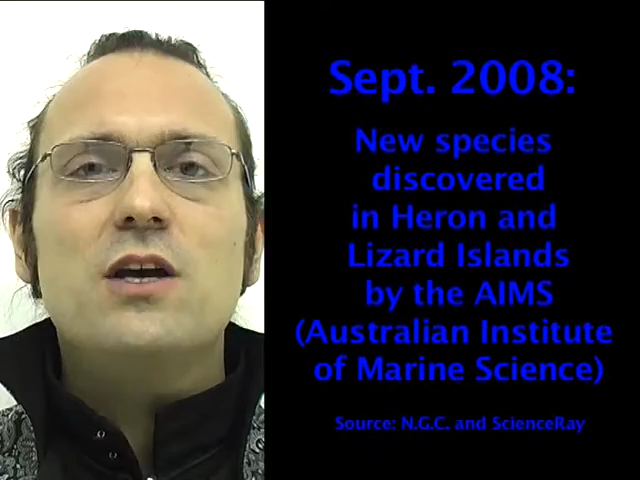 Sept. 2008:
New species
discovered
in Heron and
Lizard Islands
by the AIMS
(Australian Institute
of Marine Science)
Source: N.G.C. and ScienceRay